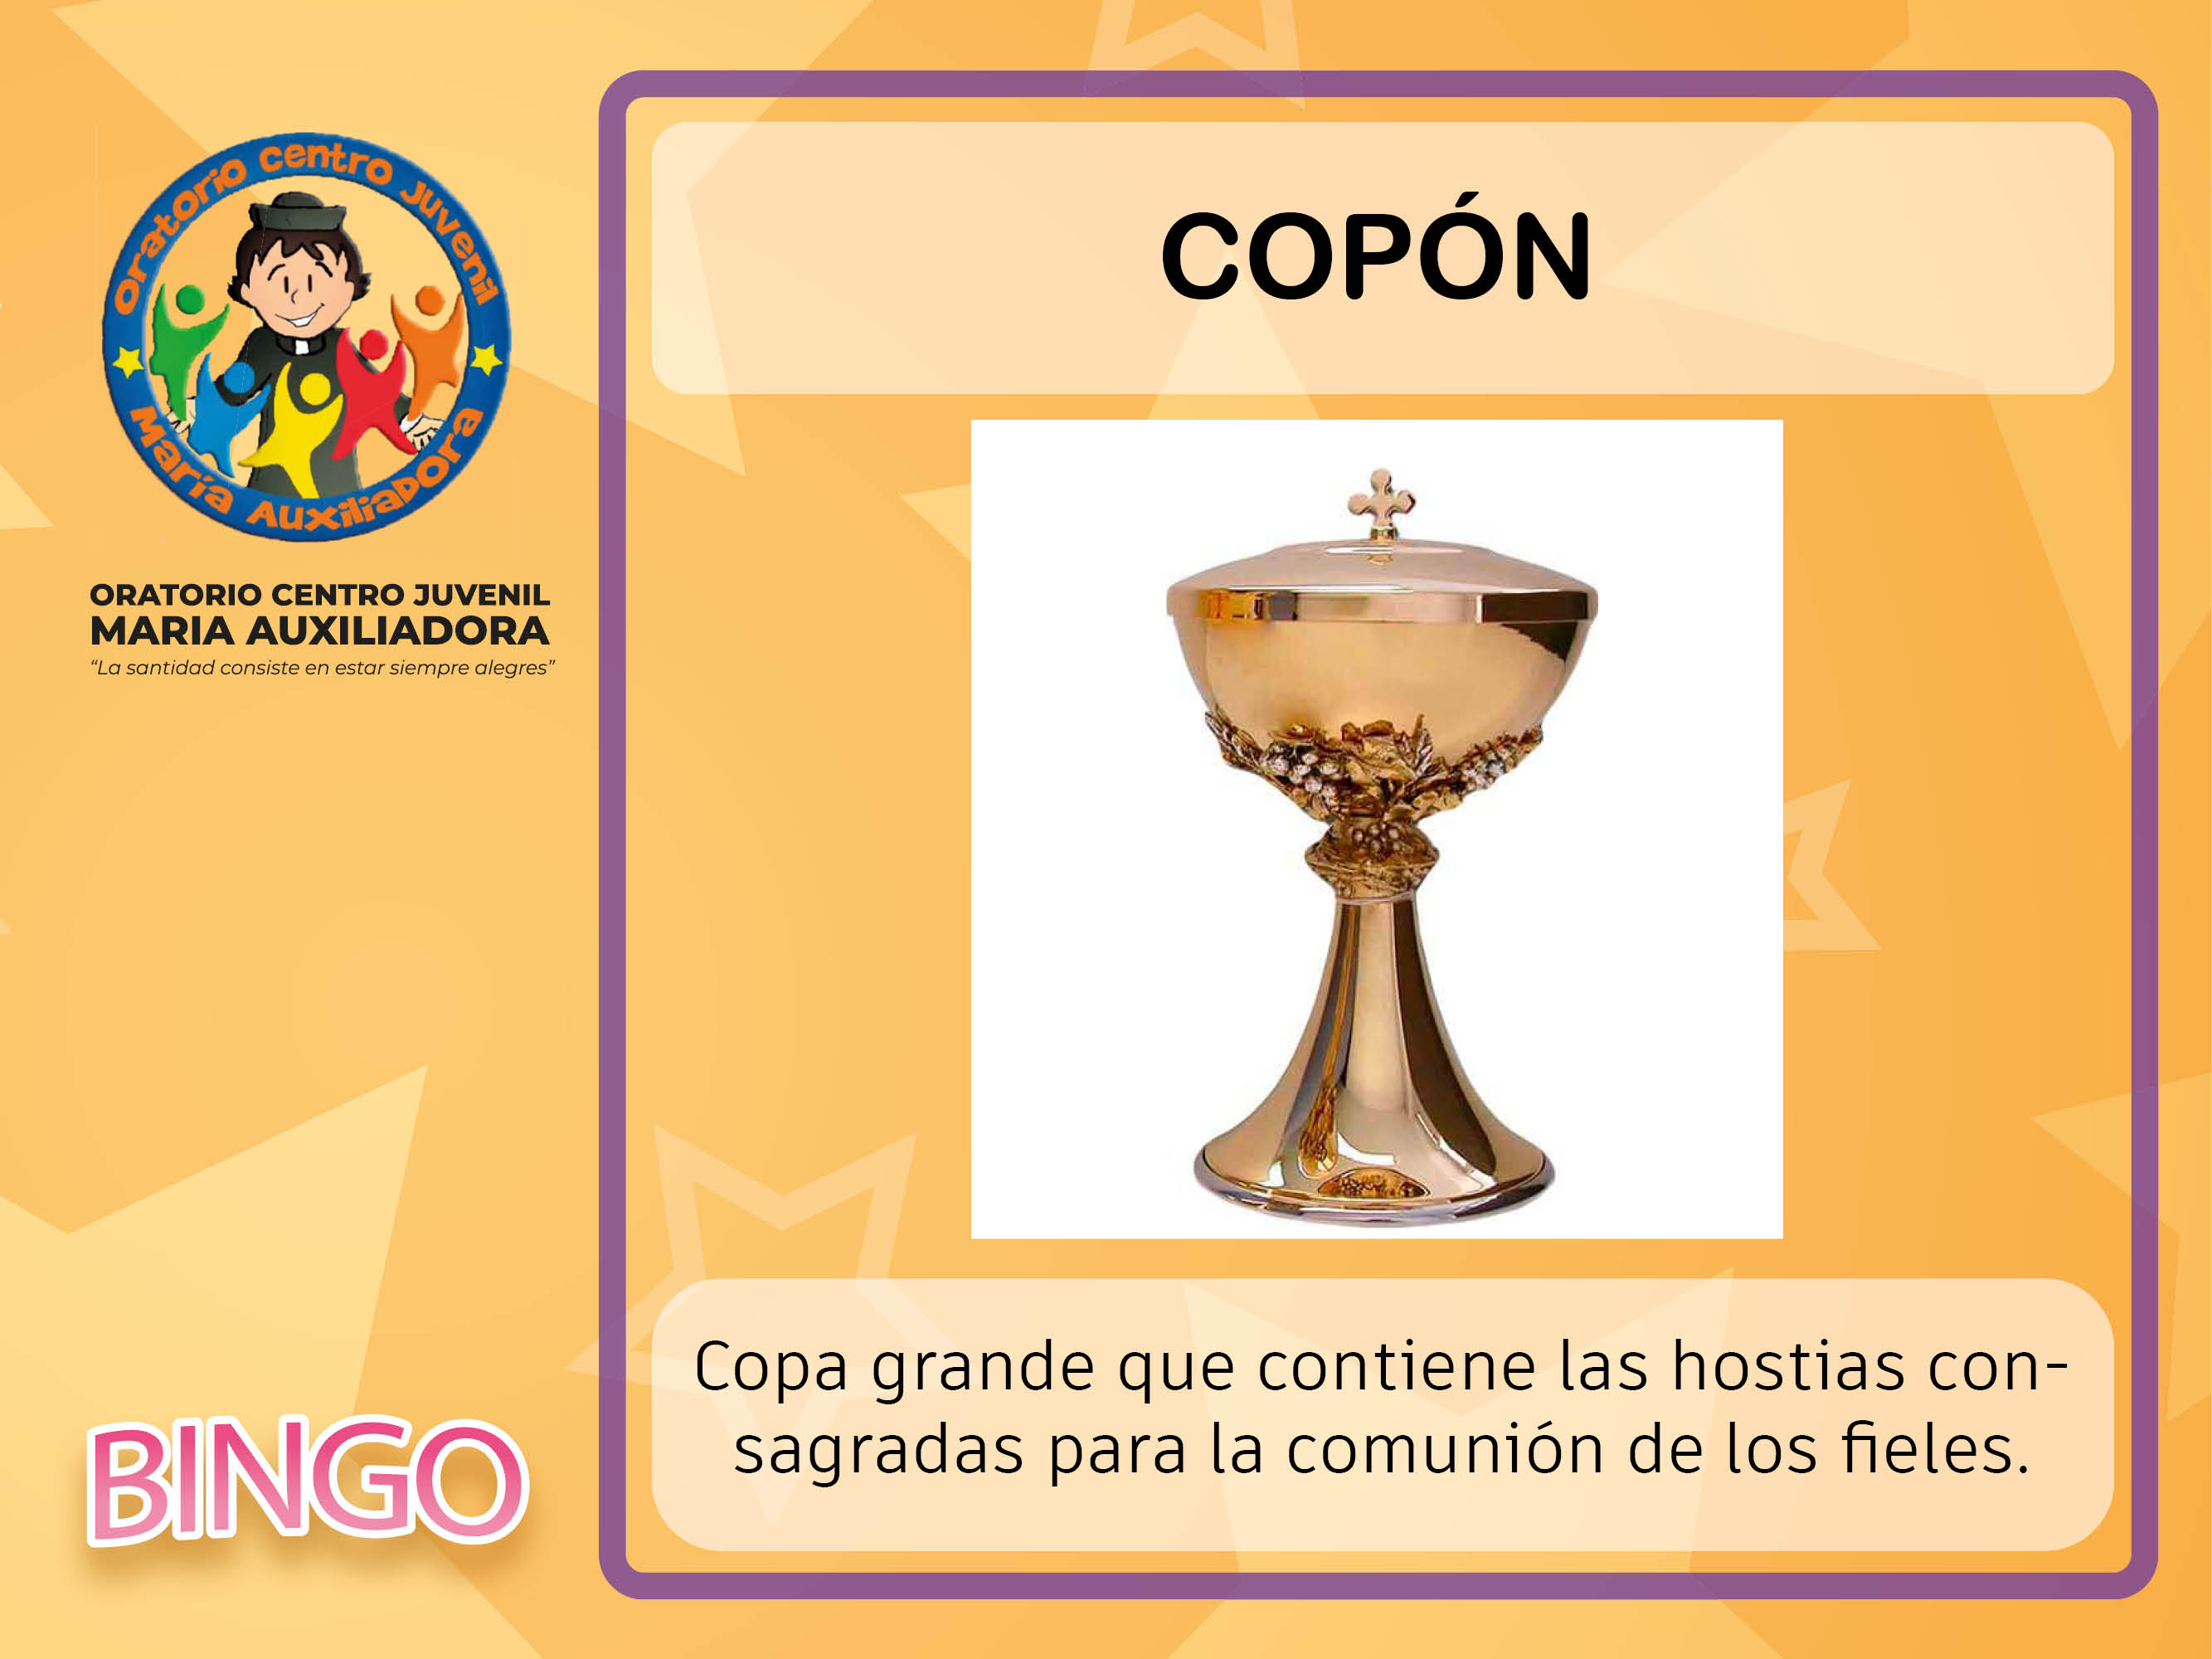 Oratorio Centro Juvenil
María Auxiliadora
ORATORIO CENTRO JUVENIL
MARIA AUXILIADORA
“La santidad consiste en estar siempre alegres”
COPÓN
Copa grande que contiene las hostias con-
sagradas para la comunión de los fieles.
BINGO